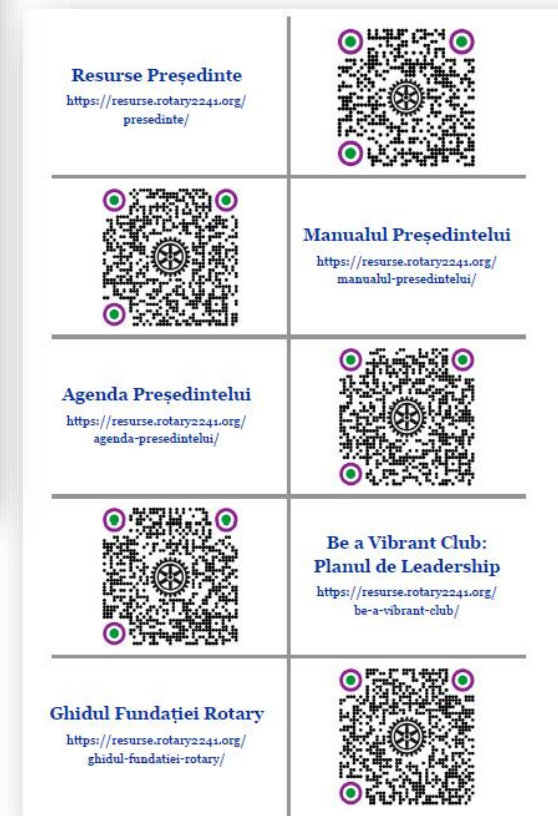 Resurse Președinte
https://resurse.rotary2241.org/
presedinte/
Manualul Președintelui
https://resurse.rotary2241.org/
manualul-presedintelui/
Agenda Președintelui
https://resurse.rotary2241.org/
agenda-presedintelui/
Be a Vibrant Club:
Planul de Leadership
https://resurse.rotary2241.org/
be-a-vibrant-club/
Ghidul Fundației Rotary
https://resurse.rotary2241.org/
ghidul-fundatiei-rotary/